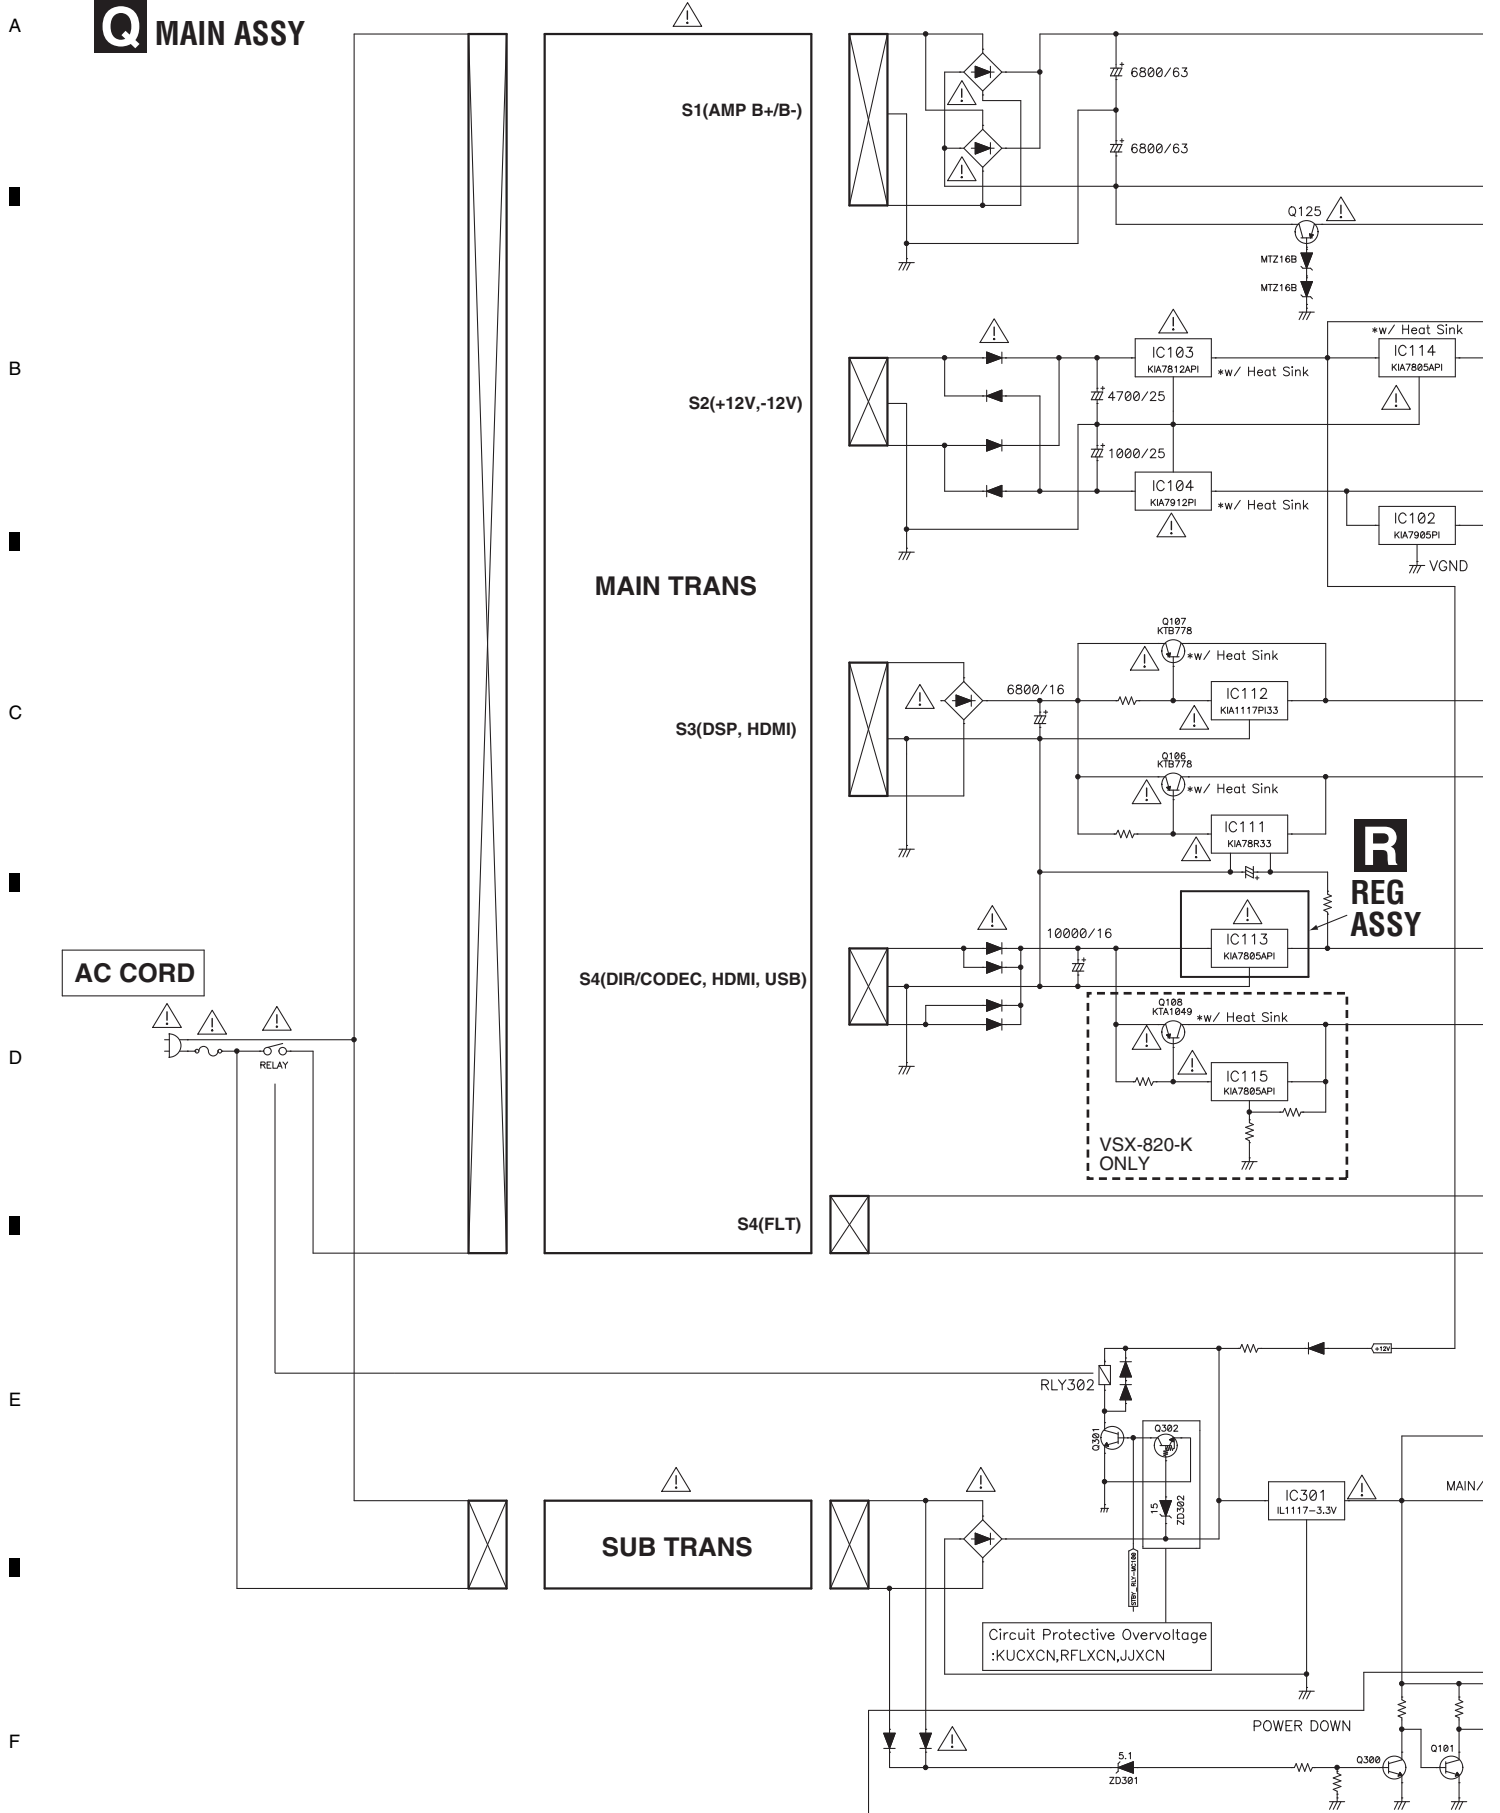 A
Q MAIN ASSY
6800/63
S1(AMP B+/B-)
6800/63
Q125
MTZ16B
MTZ16B
*w/ Heat Sink
B
IC103
KIA7812API
*w/ Heat Sink
IC114
KIA7805API
S2(+12V,-12V)
4700/25
1000/25
IC104
KIA7912PI
*w/ Heat Sink
IC102
KIA7905PI
VGND
MAIN TRANS
Q107
KTB778
*w/ Heat Sink
C
6800/16
IC112
KIA1117PI33
S3(DSP, HDMI)
Q106
KTB778
*w/ Heat Sink
IC111
KIA78R33
R
REG
ASSY
10000/16
IC113
KIA7805API
AC CORD
S4(DIR/CODEC, HDMI, USB)
Q108
KTA1049
*w/ Heat Sink
D
RELAY
IC115
KIA7805API
VSX-820-K
ONLY
S4(FLT)
+12V
E
RLY302
Q301
Q302
15
ZD302
IC301
IL1117-3.3V
MAIN/
SUB TRANS
STBY_RLY-MC100
Circuit Protective Overvoltage
:KUCXCN,RFLXCN,JJXCN
POWER DOWN
F
5.1
ZD301
Q300
Q101